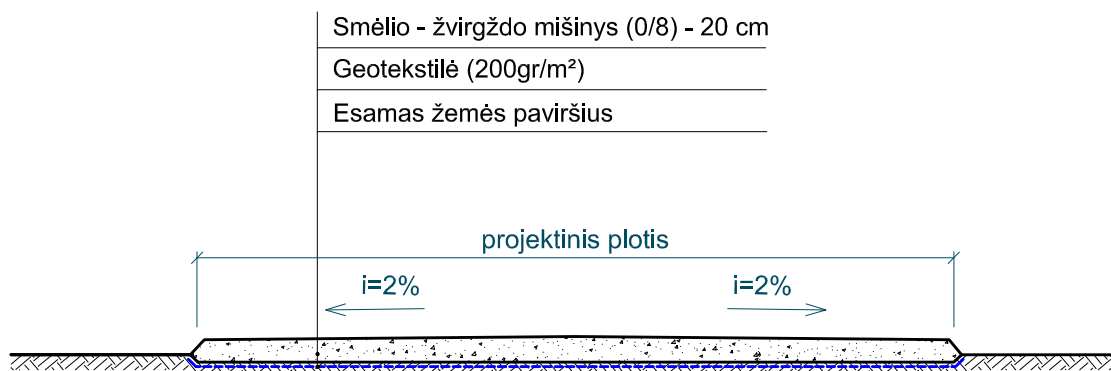 Smėlio - žvirgždo mišinys (0/8) - 20 cm
Geotekstilė (200gr/m²)
Esamas žemės paviršius
projektinis plotis
i=2%
i=2%